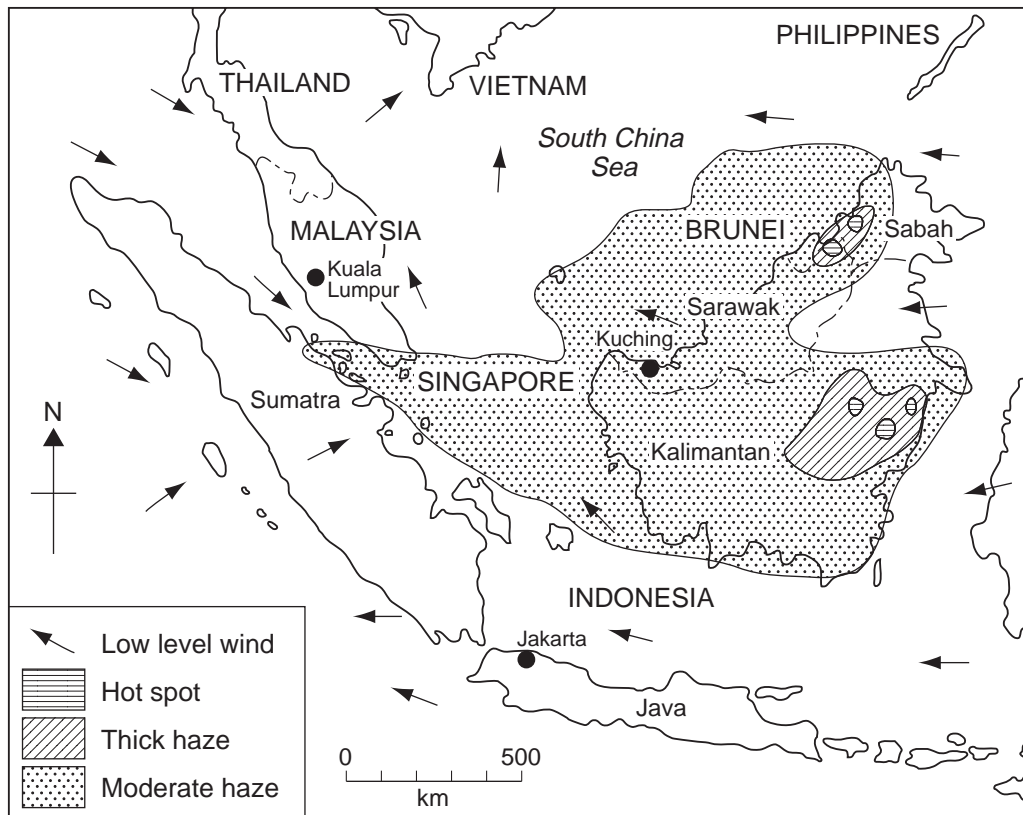 PHILIPPINES
THAILAND
VIETNAM
South China
Sea
MALAYSIA
BRUNEI
Sabah
Kuala
Lumpur
Sarawak
Kuching
SINGAPORE
Sumatra
N
Kalimantan
INDONESIA
Jakarta
Java
Low level wind
Hot spot
Thick haze
Moderate haze
0 500
km